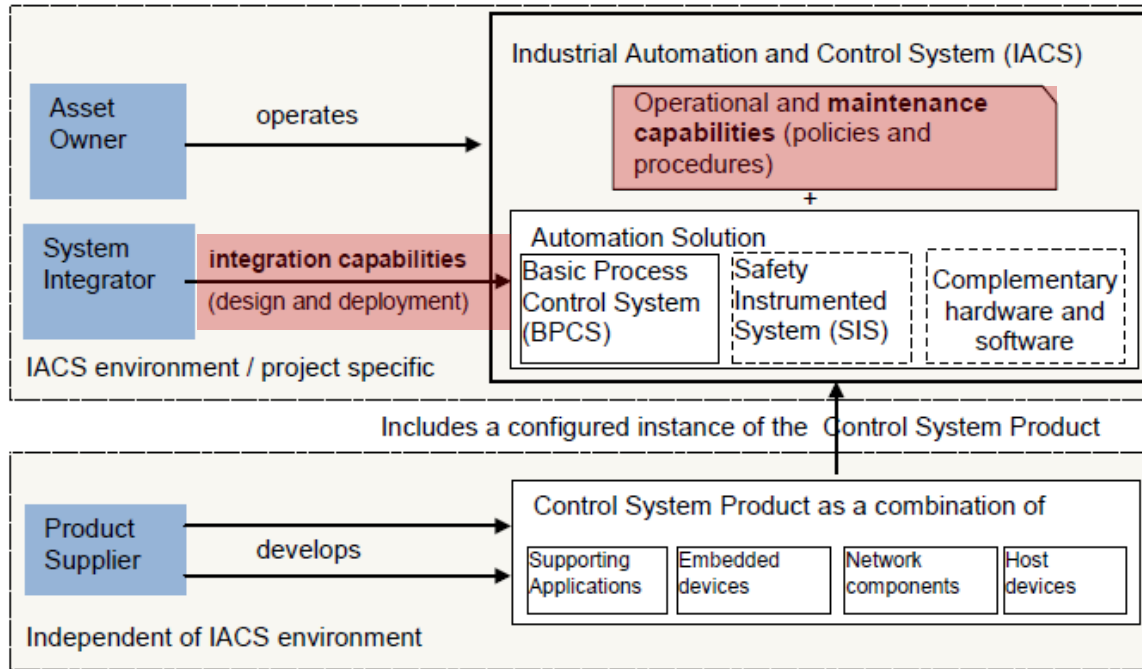 Industrial Automation and Control System (IACS)
Asset
Owner
operates
Operational and maintenance
capabilities (policies and
procedures)
+
System
Integrator
integration capabilities
(design and deployment)
Automation Solution
Basic Process
Control System
(BPCS)
Safety
Instrumented
System (SIS)
Complementary
hardware and
software
IACS environment / project specific
Includes a configured instance of the Control System Product
Product
Supplier
develops
Control System Product as a combination of
Supporting
Applications
Embedded
devices
Network
components
Host
devices
Independent of IACS environment